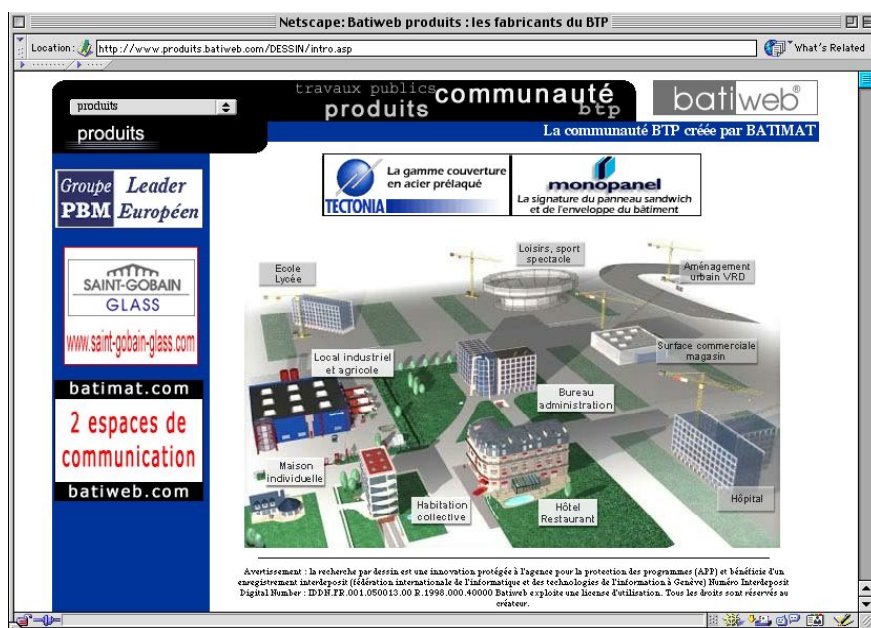 Netscape: Batiweb produits : les fabricants du BTP
Location: http://www.produits.batiweb.com/DESSIN/intro.asp
What's Related
produits
produits
travaux publics
produits
communauté
btp
batiweb®
La communauté BTP créée par BATIMAT
Groupe
PBM
Leader
Européen
SAINT-GOBAIN
GLASS
www.saint-gobain-glass.com
batimat.com
2 espaces de
communication
batiweb.com
TECTONIA
La gamme couverture
en acier prélaqué
monopanel
La signature du panneau sandwich
et de l'enveloppe du bâtiment
Ecole
Lycée
Loisirs, sport
spectacle
Aménagement
urbain VRD
Local industriel
et agricole
Surface commerciale
magasin
Bureau
administration
Maison
individuelle
Habitation
collective
Hôtel
Restaurant
Hôpital
Avertissement : la recherche par dessin est une innovation protégée à l'agence pour la protection des programmes (APP) et bénéficie d'un
enregistrement interdeposit (fédération internationale de l'informatique et des technologies de l'information à Genève) Numéro Interdeposit
Digital Number : IDDN.FR.001.050013.00 R.1998.000.40000 Batiweb exploite une license d'utilisation. Tous les droits sont réservés au
créateur.